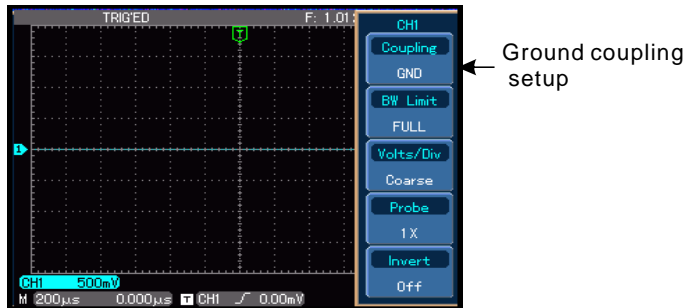 TRIG'ED F: 1.01
T
CH1
Coupling
GND
BW Limit
FULL
Volts/Div
Coarse
Probe
1X
Invert
Off
1
CH1 500mV
M 200μs 0.000μs T CH1 0.00mV
Ground coupling
setup